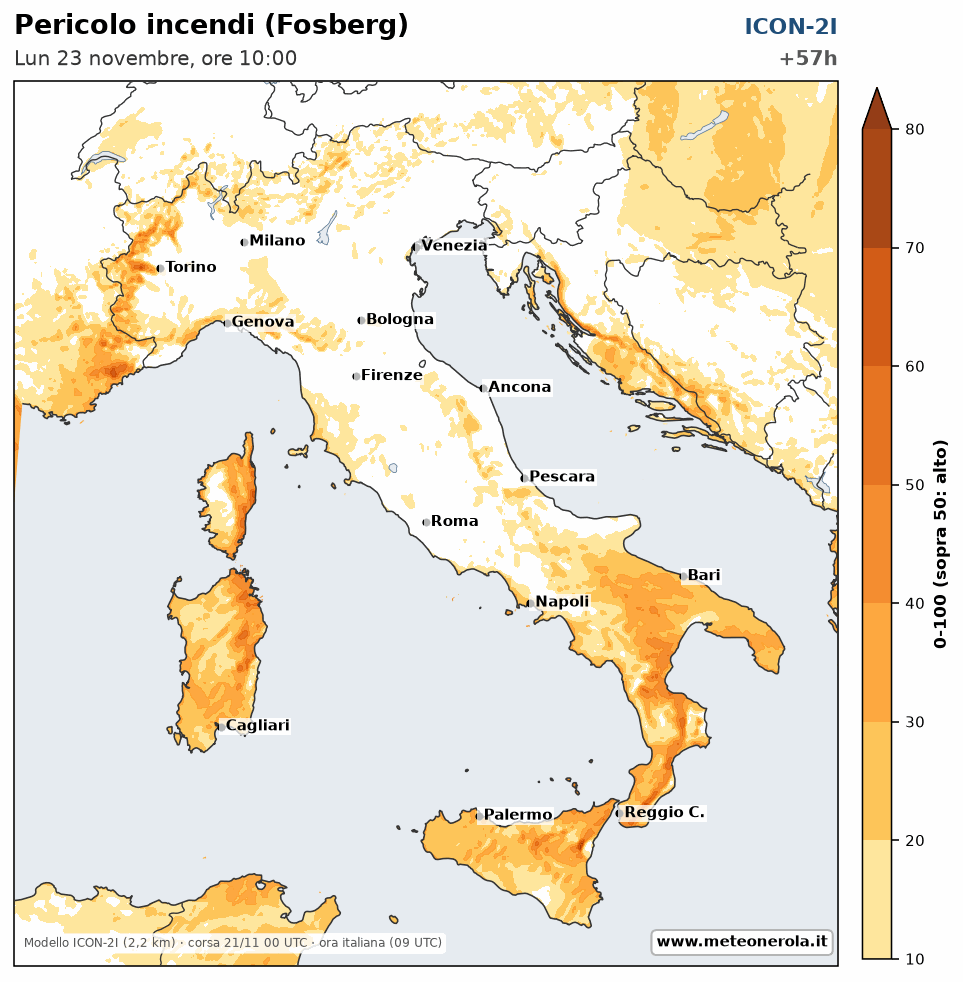 Pericolo incendi (Fosberg)
ICON-2I
Lun 23 novembre, ore 10:00
+57h
80
70
60
50
40
30
20
10
0-100 (sopra 50: alto)
Milano
Venezia
Torino
Genova
Bologna
Firenze
Ancona
Pescara
Roma
Bari
Napoli
Cagliari
Palermo
Reggio C.
Modello ICON-2I (2,2 km) · corsa 21/11 00 UTC · ora italiana (09 UTC)
www.meteonerola.it